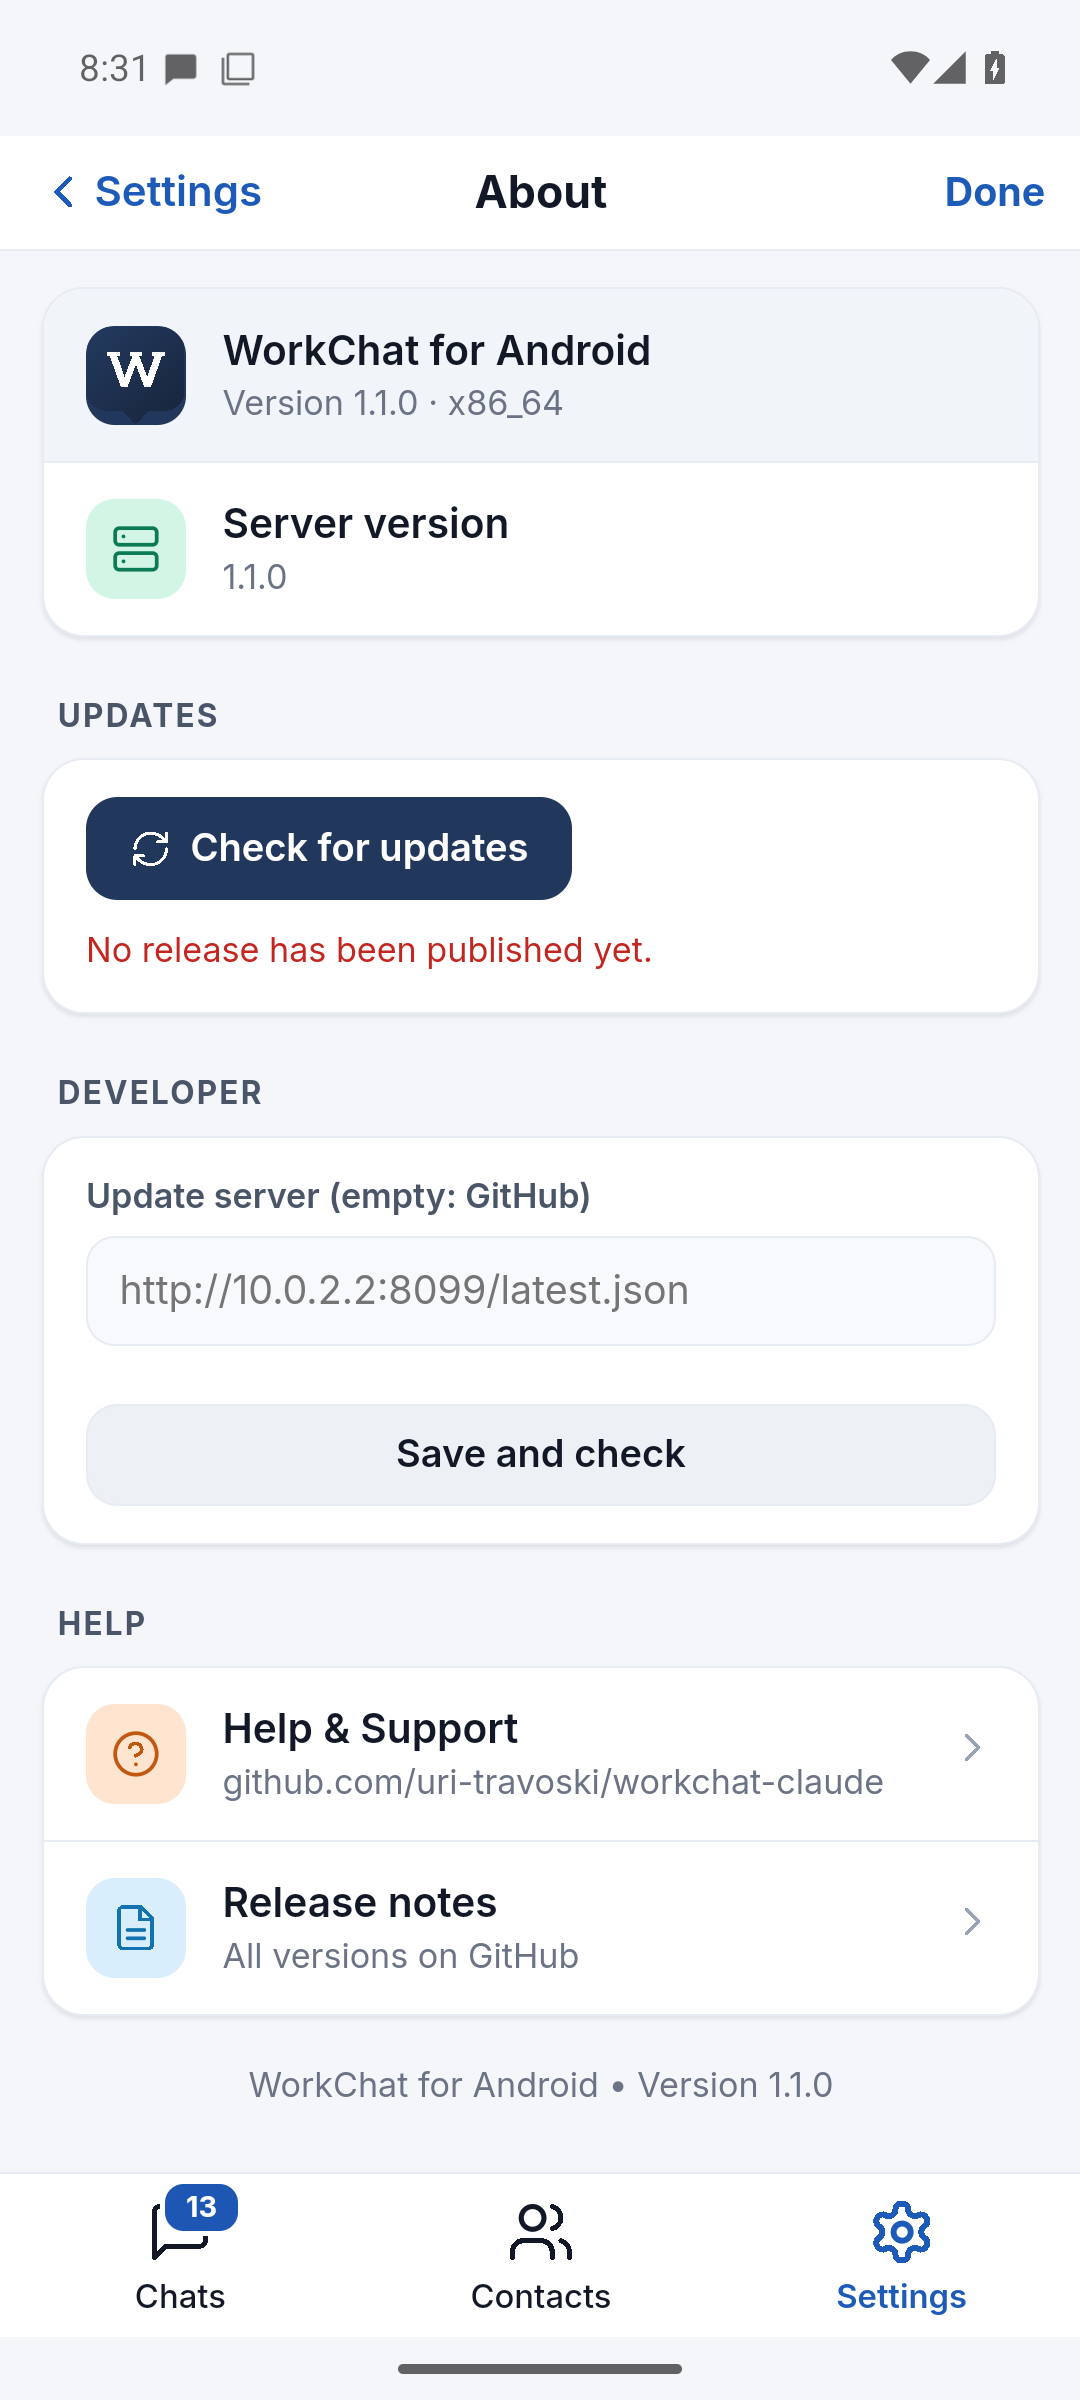 8:31
Settings
About
Done
W
WorkChat for Android
Version 1.1.0 · x86_64
Server version
1.1.0
UPDATES
Check for updates
No release has been published yet.
DEVELOPER
Update server (empty: GitHub)
http://10.0.2.2:8099/latest.json
Save and check
HELP
Help & Support
github.com/uri-travoski/workchat-claude
Release notes
All versions on GitHub
WorkChat for Android • Version 1.1.0
13
Chats
Contacts
Settings